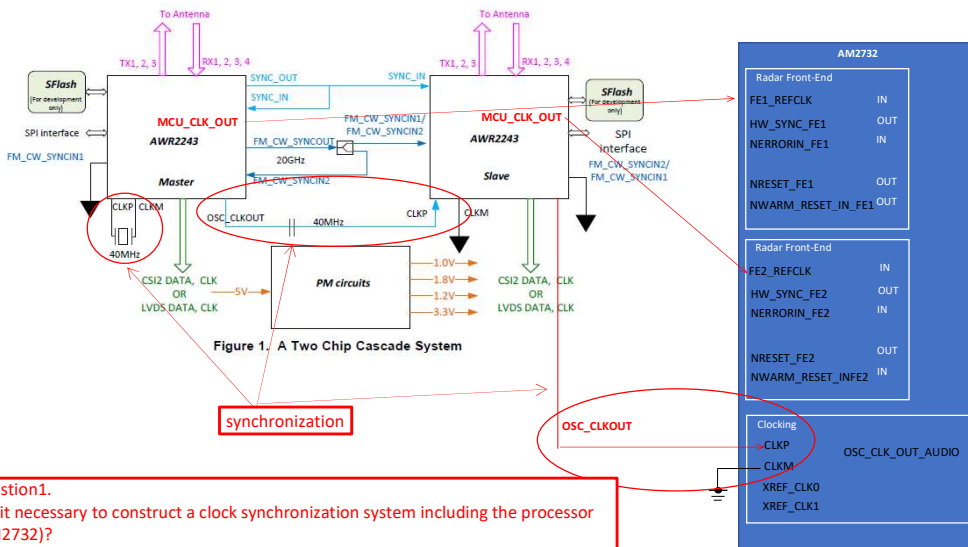 To Antenna
To Antenna
TX1, 2, 3
RX1, 2, 3, 4
TX1, 2, 3
RX1, 2, 3, 4
SFlash
(For development
only)
SPI interface
FM_CW_SYNCIN1
SYNC_OUT
SYNC_IN
SYNC_IN
MCU_CLK_OUT
AWR2243
Master
FM_CW_SYNCOUT
20GHz
FM_CW_SYNCIN2
FM_CW_SYNCIN1/
FM_CW_SYNCIN2
MCU_CLK_OUT
AWR2243
Slave
SFlash
(For development
only)
SPI
interface
FM_CW_SYNCIN2/
FM_CW_SYNCIN1
CLKP
CLKM
40MHz
OSC_CLKOUT
40MHz
CLKP
CLKM
CSI2 DATA, CLK
OR
LVDS DATA, CLK
5V
PM circuits
1.0V
1.8V
1.2V
3.3V
CSI2 DATA, CLK
OR
LVDS DATA, CLK
Figure 1. A Two Chip Cascade System
synchronization
OSC_CLKOUT
AM2732
Radar Front-End
FE1_REFCLK IN
HW_SYNC_FE1 OUT
NERRORIN_FE1 IN
NRESET_FE1 OUT
NWARM_RESET_IN_FE1 OUT
Radar Front-End
FE2_REFCLK IN
HW_SYNC_FE2 OUT
NERRORIN_FE2 IN
NRESET_FE2 OUT
NWARM_RESET_INFE2 IN
Clocking
CLKP
OSC_CLK_OUT_AUDIO
CLKM
XREF_CLK0
XREF_CLK1
stion1.
it necessary to construct a clock synchronization system including the processor
2732)?